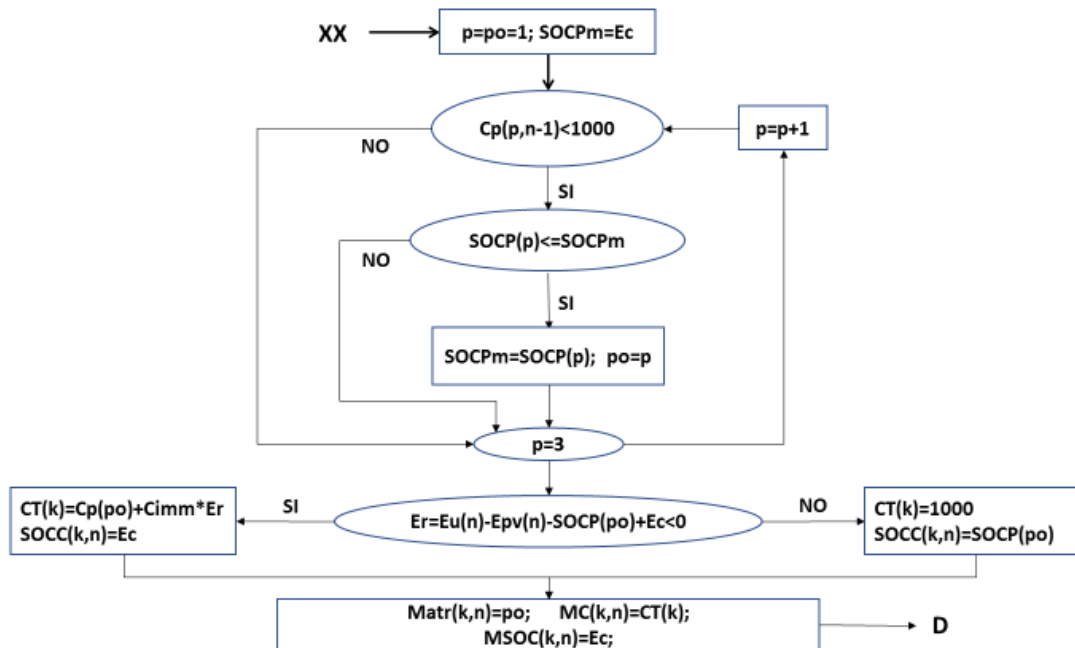 XX
p=po=1; SOCPm=Ec
Cp(p,n-1)<1000
p=p+1
NO
SI
SOCP(p)<=SOCPm
NO
SI
SOCPm=SOCP(p); po=p
p=3
CT(k)=Cp(po)+Cimm*Er
SOCC(k,n)=Ec
SI
Er=Eu(n)-Epv(n)-SOCP(po)+Ec<0
NO
CT(k)=1000
SOCC(k,n)=SOCP(po)
Matr(k,n)=po; MC(k,n)=CT(k);
MSOC(k,n)=Ec;
D